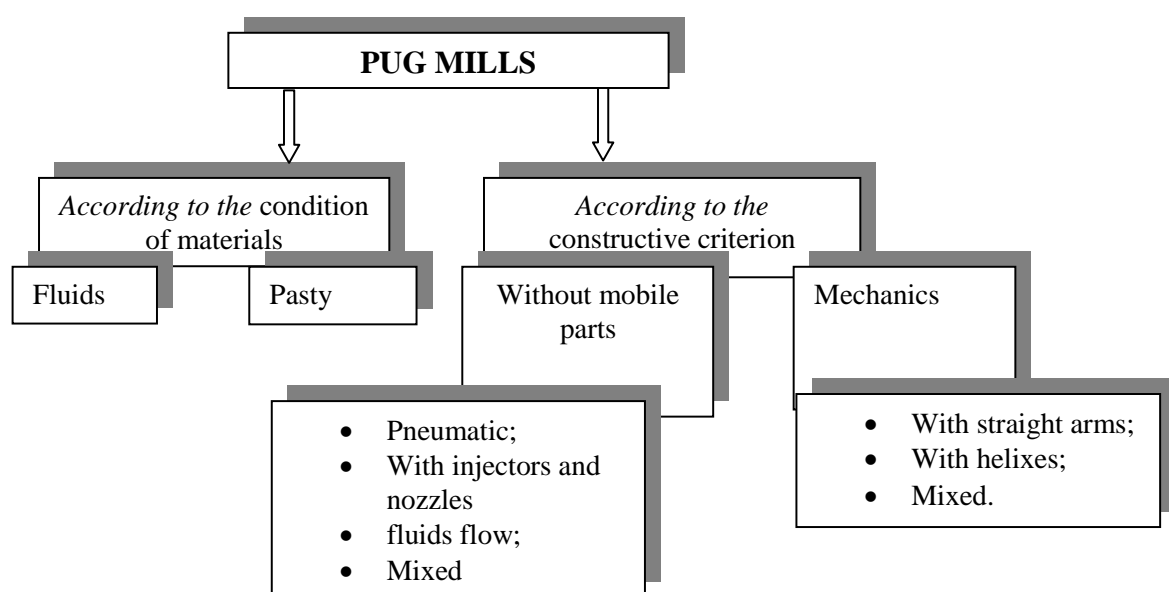 PUG MILLS
According to the condition
of materials
According to the
constructive criterion
Fluids
Pasty
Without mobile
parts
Mechanics
• Pneumatic;
• With injectors and
nozzles
• fluids flow;
• Mixed
• With straight arms;
• With helixes;
• Mixed.